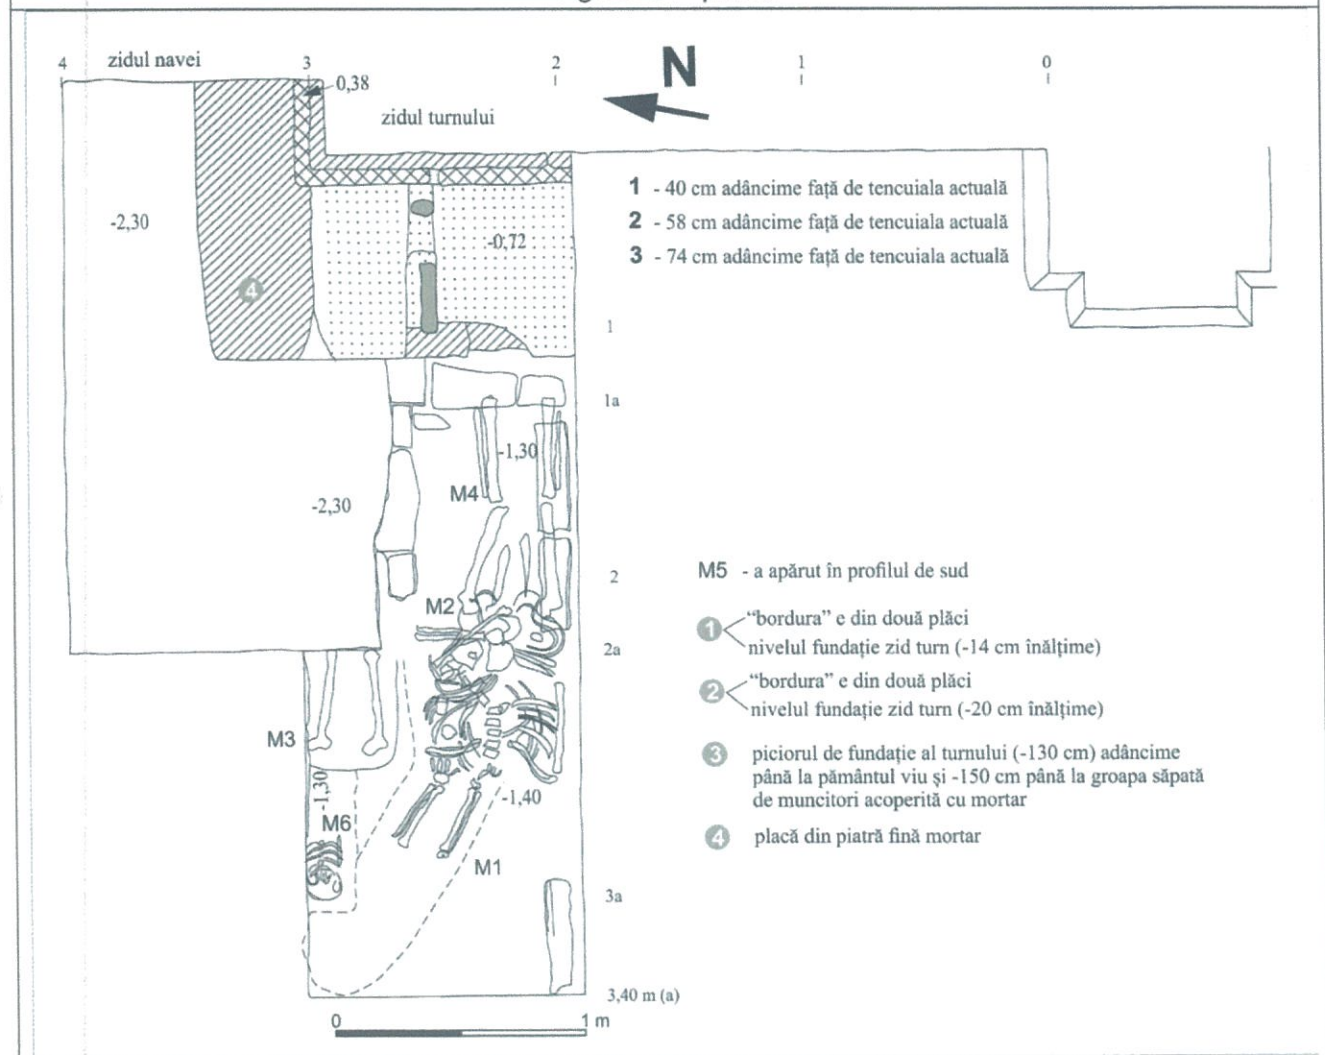 4 zidul navei 3 2 N 1 0
0,38
zidul turnului
-2,30
1 - 40 cm adâncime față de tencuiala actuală
2 - 58 cm adâncime față de tencuiala actuală
3 - 74 cm adâncime față de tencuiala actuală
-0,72
4
1
1a
-1,30
M4
-2,30
M5 - a apărut în profilul de sud
2
M2
1 "bordura" e din două plăci
nivelul fundație zid turn (-14 cm înălțime)
2a
2 "bordura" e din două plăci
nivelul fundație zid turn (-20 cm înălțime)
M3
3 piciorul de fundație al turnului (-130 cm) adâncime
până la pământul viu și -150 cm până la groapa săpată
de muncitori acoperită cu mortar
-1,30
-1,40
M6
4 placă din piatră fină mortar
M1
3a
3,40 m (a)
0 1 m